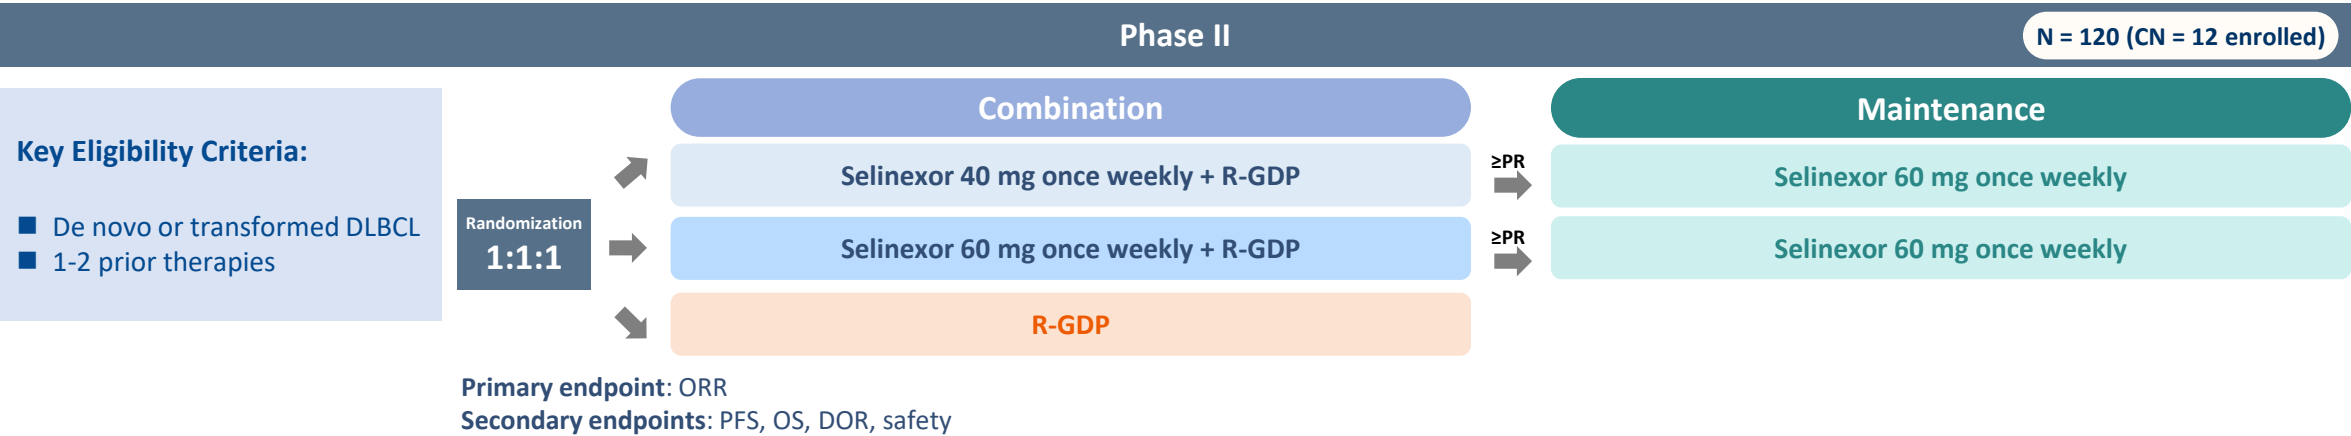 Phase II
N = 120 (CN = 12 enrolled)
Key Eligibility Criteria:
■ De novo or transformed DLBCL
■ 1-2 prior therapies
Randomization
1:1:1
Combination
Selinexor 40 mg once weekly + R-GDP
Selinexor 60 mg once weekly + R-GDP
R-GDP
≥PR
≥PR
Maintenance
Selinexor 60 mg once weekly
Selinexor 60 mg once weekly
Primary endpoint: ORR
Secondary endpoints: PFS, OS, DOR, safety